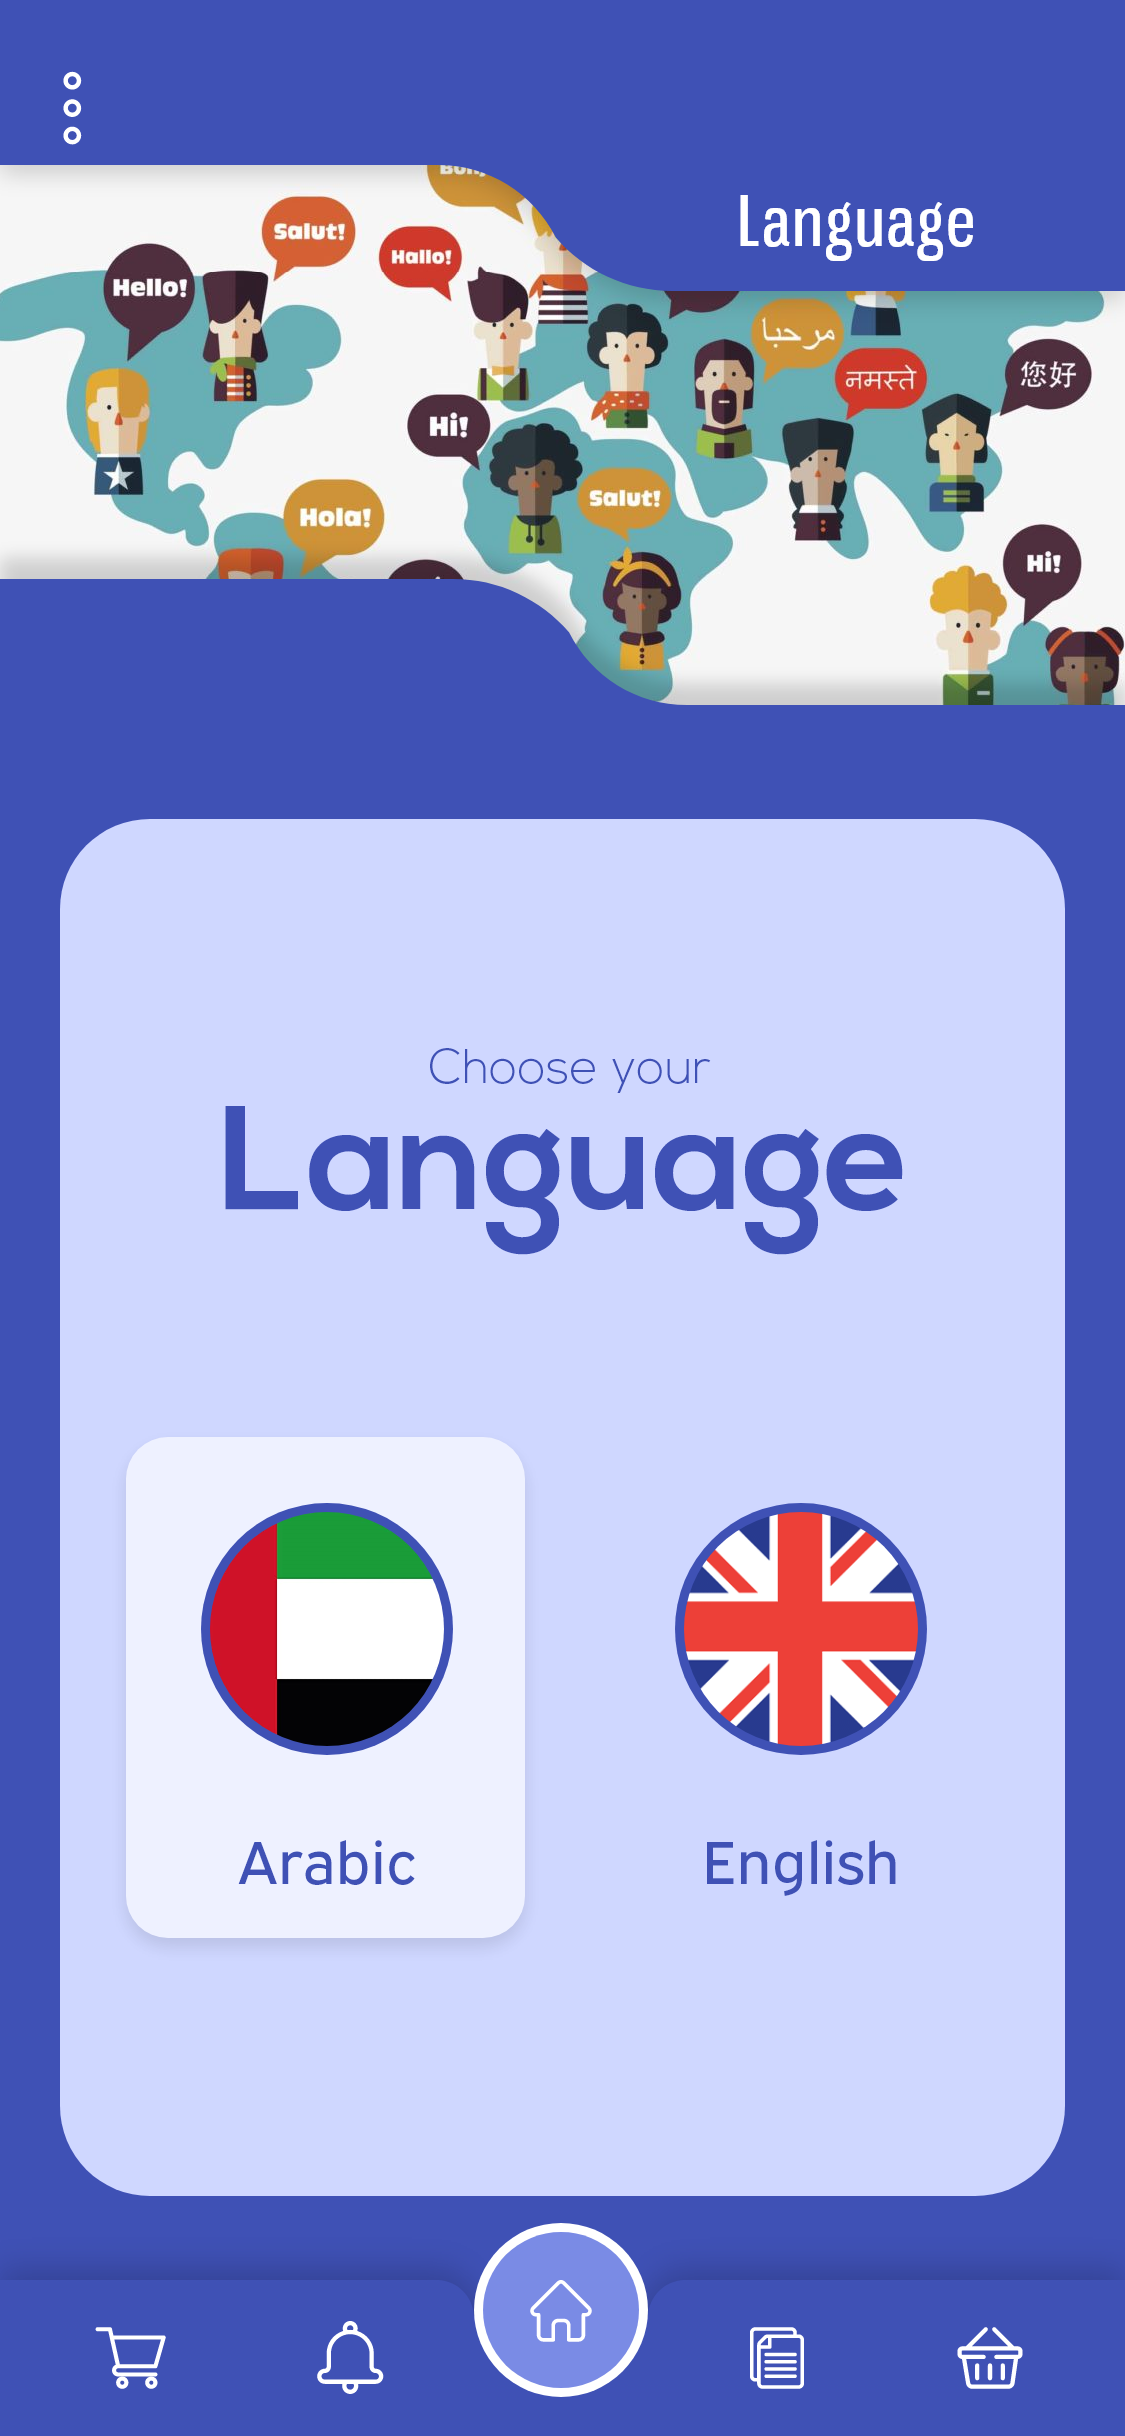 Language
Salut!
Hallo!
Hello!
مرحبا
नमस्ते
您好
Hi!
Salut!
Hola!
Hi!
Choose your
Language
Arabic
English